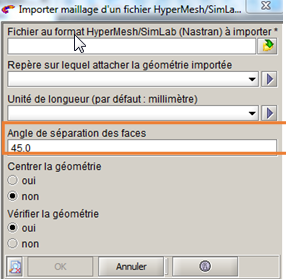 Importer maillage d'un fichier HyperMesh/SimLa...
Fichier au format HyperMesh/SimLab (Nastran) à importer *
Repère sur lequel attacher la géométrie importée
Unité de longueur (par défaut : millimètre)
Angle de séparation des faces
45.0
Centrer la géométrie
oui
non
Vérifier la géométrie
oui
non
OK
Annuler